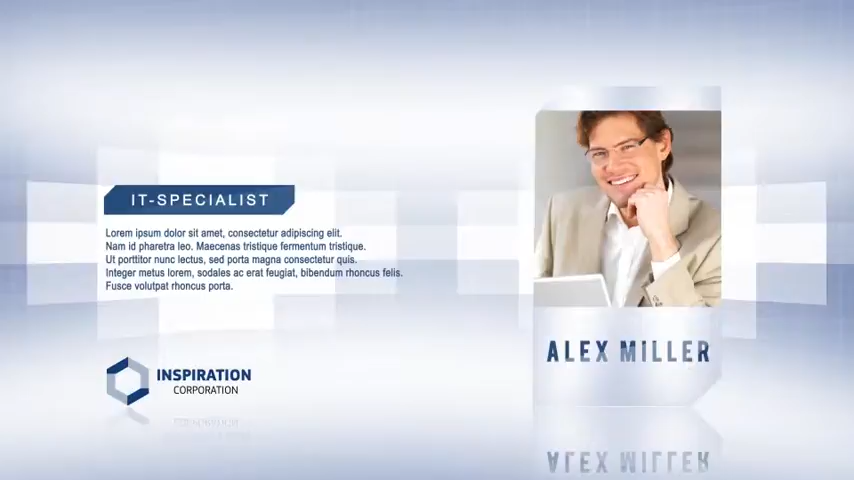 IT-SPECIALIST
Lorem ipsum dolor sit amet, consectetur adipiscing elit.
Nam id pharetra leo. Maecenas tristique fermentum tristique.
Ut porttitor nunc lectus, sed porta magna consectetur quis.
Integer metus lorem, sodales ac erat feugiat, bibendum rhoncus felis.
Fusce volutpat rhoncus porta.
ALEX MILLER
INSPIRATION
CORPORATION